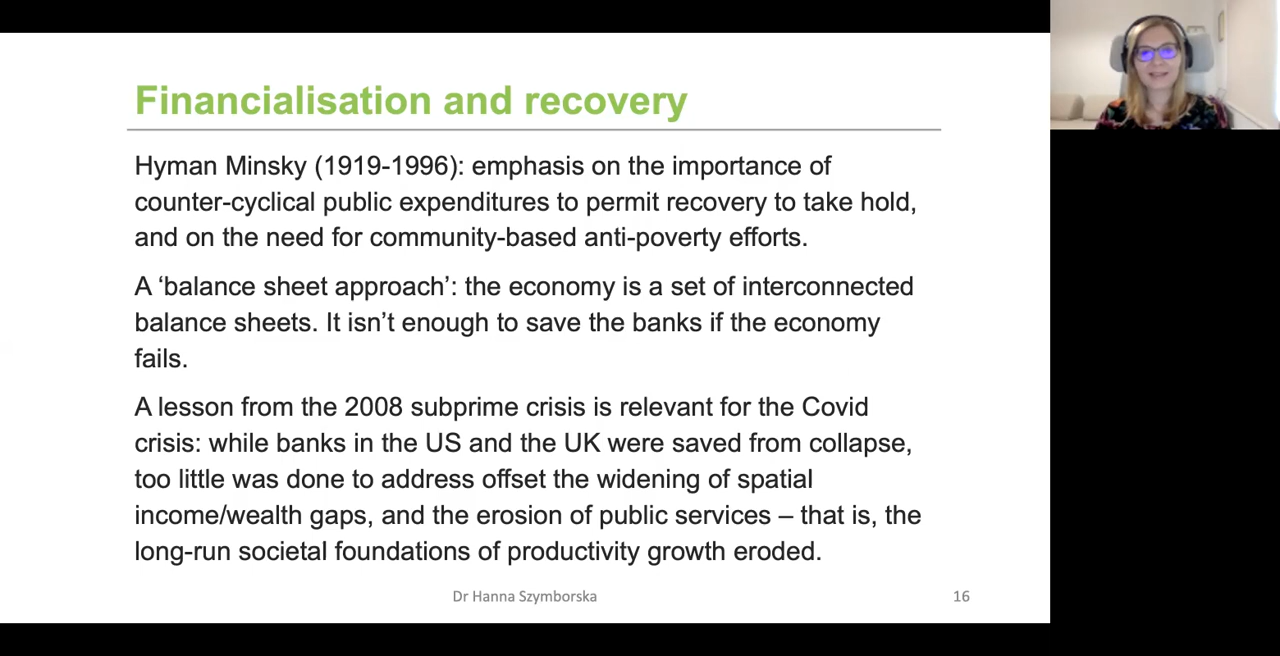 Financialisation and recovery
Hyman Minsky (1919-1996): emphasis on the importance of
counter-cyclical public expenditures to permit recovery to take hold,
and on the need for community-based anti-poverty efforts.
A ‘balance sheet approach’: the economy is a set of interconnected
balance sheets. It isn’t enough to save the banks if the economy
fails.
A lesson from the 2008 subprime crisis is relevant for the Covid
crisis: while banks in the US and the UK were saved from collapse,
too little was done to address offset the widening of spatial
income/wealth gaps, and the erosion of public services – that is, the
long-run societal foundations of productivity growth eroded.
Dr Hanna Szymborska
16